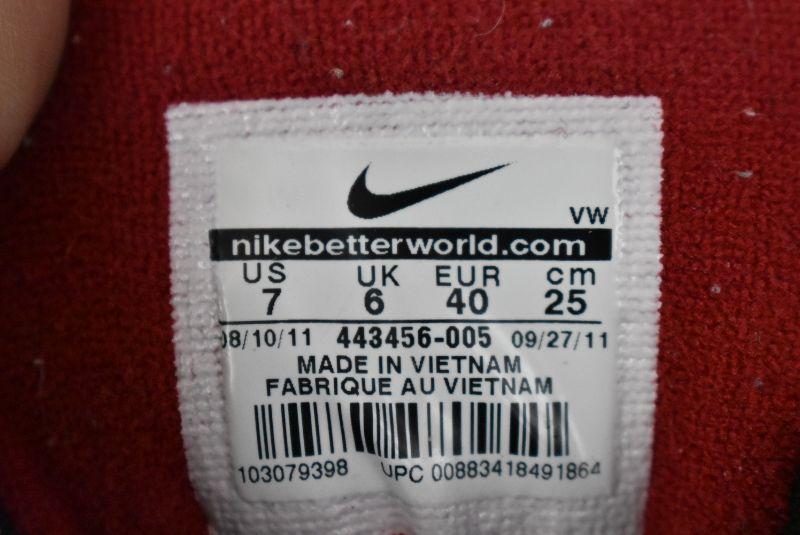 VW
nikebetterworld.com
US UK EUR cm
7 6 40 25
08/10/11 443456-005 09/27/11
MADE IN VIETNAM
FABRIQUE AU VIETNAM
103079398 UPC 00883418491864